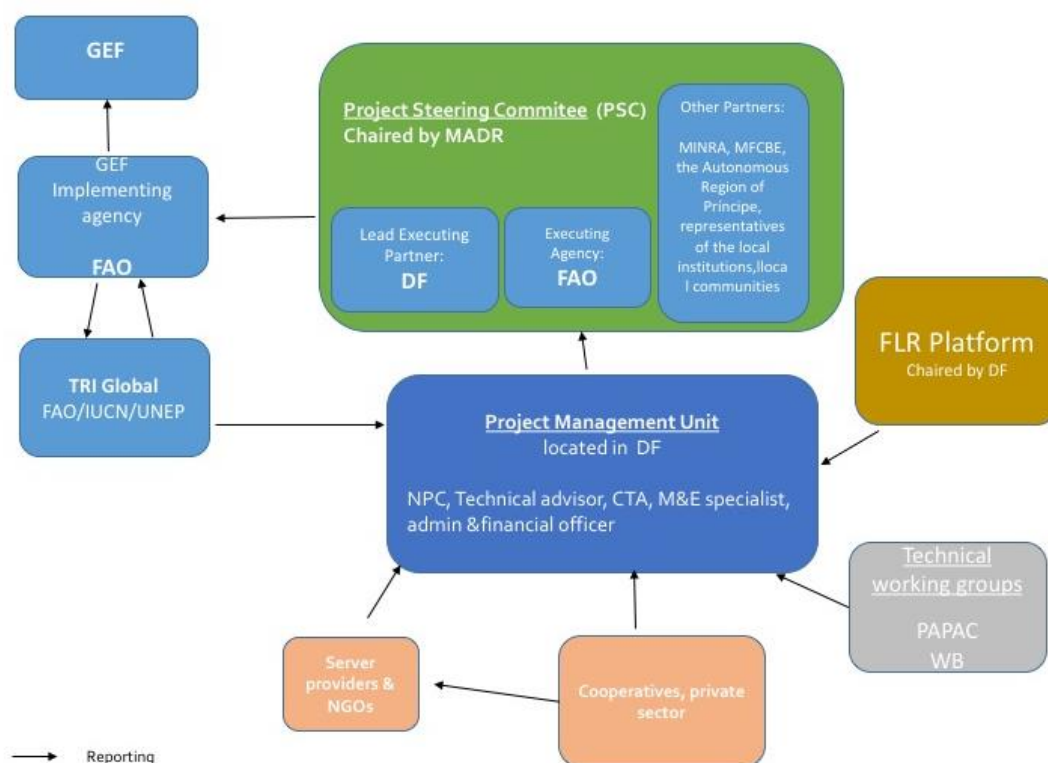 GEF
GEF
Implementing
agency
FAO
TRI Global
FAO/IUCN/UNEP
Project Steering Commitee (PSC)
Chaired by MADR
Lead Executing
Partner:
DF
Executing
Agency:
FAO
Other Partners:
MINRA, MFCBE,
the Autonomous
Region of
Príncipe,
representatives
of the local
institutions,lloca
l communities
FLR Platform
Chaired by DF
Project Management Unit
located in DF
NPC, Technical advisor, CTA, M&E specialist,
admin &financial officer
Technical
working groups
PAPAC
WB
Server
providers &
NGOs
Cooperatives, private
sector
Reporting